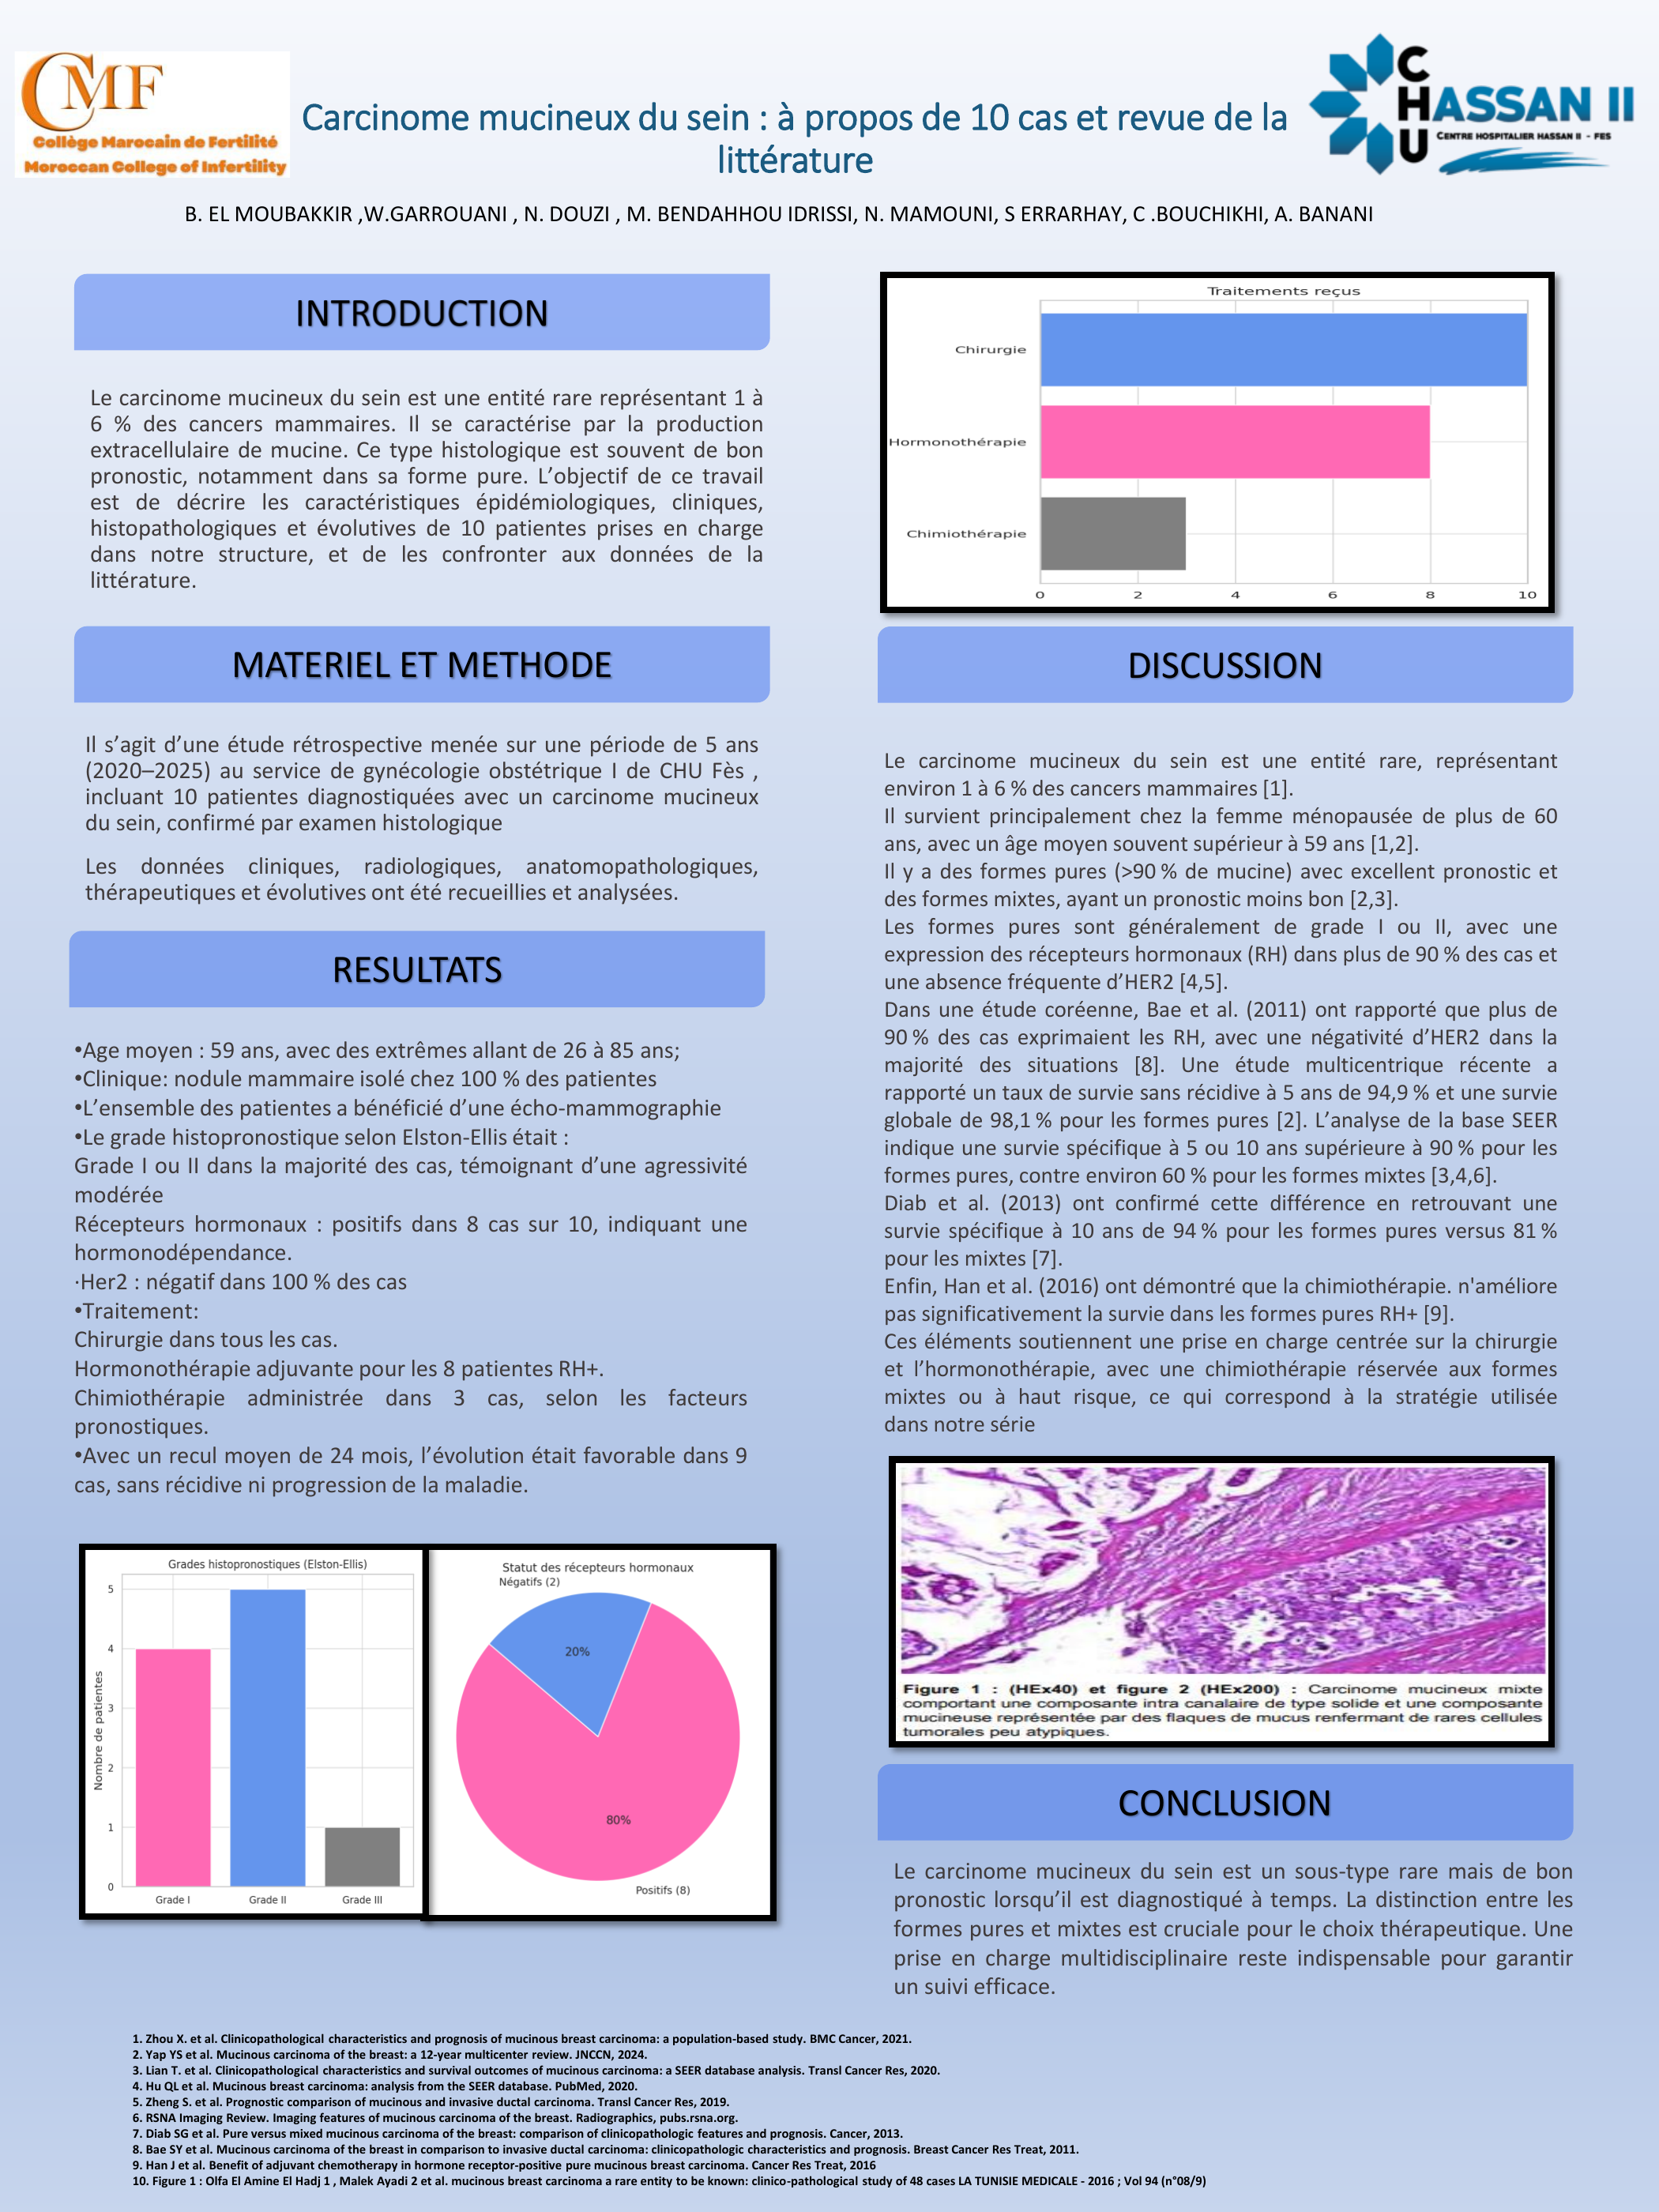 CMF
Collège Marocain de Fertilité
Moroccan College of Infertility
Carcinome mucineux du sein : à propos de 10 cas et revue de la
littérature
CHU
HASSAN II
CENTRE HOSPITALIER HASSAN II - FES
B. EL MOUBAKKIR ,W.GARROUANI , N. DOUZI , M. BENDAHHOU IDRISSI, N. MAMOUNI, S ERRARHAY, C .BOUCHIKHI, A. BANANI
INTRODUCTION
Le carcinome mucineux du sein est une entité rare représentant 1 à
6 % des cancers mammaires. Il se caractérise par la production
extracellulaire de mucine. Ce type histologique est souvent de bon
pronostic, notamment dans sa forme pure. L’objectif de ce travail
est de décrire les caractéristiques épidémiologiques, cliniques,
histopathologiques et évolutives de 10 patientes prises en charge
dans notre structure, et de les confronter aux données de la
littérature.
MATERIEL ET METHODE
Il s’agit d’une étude rétrospective menée sur une période de 5 ans
(2020–2025) au service de gynécologie obstétrique I de CHU Fès ,
incluant 10 patientes diagnostiquées avec un carcinome mucineux
du sein, confirmé par examen histologique
Les données cliniques, radiologiques, anatomopathologiques,
thérapeutiques et évolutives ont été recueillies et analysées.
RESULTATS
•Age moyen : 59 ans, avec des extrêmes allant de 26 à 85 ans;
•Clinique: nodule mammaire isolé chez 100 % des patientes
•L’ensemble des patientes a bénéficié d’une écho-mammographie
•Le grade histopronostique selon Elston-Ellis était :
Grade I ou II dans la majorité des cas, témoignant d’une agressivité
modérée
Récepteurs hormonaux : positifs dans 8 cas sur 10, indiquant une
hormonodépendance.
·Her2 : négatif dans 100 % des cas
•Traitement:
Chirurgie dans tous les cas.
Hormonothérapie adjuvante pour les 8 patientes RH+.
Chimiothérapie administrée dans 3 cas, selon les facteurs
pronostiques.
•Avec un recul moyen de 24 mois, l’évolution était favorable dans 9
cas, sans récidive ni progression de la maladie.
Grades histopronostiques (Elston-Ellis)
Nombre de patientes
5
4
3
2
1
0
Grade I
Grade II
Grade III
Statut des récepteurs hormonaux
Négatifs (2)
20%
80%
Positifs (8)
Traitements reçus
Chirurgie
Hormonothérapie
Chimiothérapie
0 2 4 6 8 10
DISCUSSION
Le carcinome mucineux du sein est une entité rare, représentant
environ 1 à 6 % des cancers mammaires [1].
Il survient principalement chez la femme ménopausée de plus de 60
ans, avec un âge moyen souvent supérieur à 59 ans [1,2].
Il y a des formes pures (>90 % de mucine) avec excellent pronostic et
des formes mixtes, ayant un pronostic moins bon [2,3].
Les formes pures sont généralement de grade I ou II, avec une
expression des récepteurs hormonaux (RH) dans plus de 90 % des cas et
une absence fréquente d’HER2 [4,5].
Dans une étude coréenne, Bae et al. (2011) ont rapporté que plus de
90 % des cas exprimaient les RH, avec une négativité d’HER2 dans la
majorité des situations [8]. Une étude multicentrique récente a
rapporté un taux de survie sans récidive à 5 ans de 94,9 % et une survie
globale de 98,1 % pour les formes pures [2]. L’analyse de la base SEER
indique une survie spécifique à 5 ou 10 ans supérieure à 90 % pour les
formes pures, contre environ 60 % pour les formes mixtes [3,4,6].
Diab et al. (2013) ont confirmé cette différence en retrouvant une
survie spécifique à 10 ans de 94 % pour les formes pures versus 81 %
pour les mixtes [7].
Enfin, Han et al. (2016) ont démontré que la chimiothérapie. n'améliore
pas significativement la survie dans les formes pures RH+ [9].
Ces éléments soutiennent une prise en charge centrée sur la chirurgie
et l’hormonothérapie, avec une chimiothérapie réservée aux formes
mixtes ou à haut risque, ce qui correspond à la stratégie utilisée
dans notre série
Figure 1 : (HEx40) et figure 2 (HEx200) : Carcinome mucineux mixte
comportant une composante intra canalaire de type solide et une composante
mucineuse représentée par des flaques de mucus renfermant de rares cellules
tumorales peu atypiques.
CONCLUSION
Le carcinome mucineux du sein est un sous-type rare mais de bon
pronostic lorsqu’il est diagnostiqué à temps. La distinction entre les
formes pures et mixtes est cruciale pour le choix thérapeutique. Une
prise en charge multidisciplinaire reste indispensable pour garantir
un suivi efficace.
1. Zhou X. et al. Clinicopathological characteristics and prognosis of mucinous breast carcinoma: a population-based study. BMC Cancer, 2021.
2. Yap YS et al. Mucinous carcinoma of the breast: a 12-year multicenter review. JNCCN, 2024.
3. Lian T. et al. Clinicopathological characteristics and survival outcomes of mucinous carcinoma: a SEER database analysis. Transl Cancer Res, 2020.
4. Hu QL et al. Mucinous breast carcinoma: analysis from the SEER database. PubMed, 2020.
5. Zheng S. et al. Prognostic comparison of mucinous and invasive ductal carcinoma. Transl Cancer Res, 2019.
6. RSNA Imaging Review. Imaging features of mucinous carcinoma of the breast. Radiographics, pubs.rsna.org.
7. Diab SG et al. Pure versus mixed mucinous carcinoma of the breast: comparison of clinicopathologic features and prognosis. Cancer, 2013.
8. Bae SY et al. Mucinous carcinoma of the breast in comparison to invasive ductal carcinoma: clinicopathologic characteristics and prognosis. Breast Cancer Res Treat, 2011.
9. Han J et al. Benefit of adjuvant chemotherapy in hormone receptor-positive pure mucinous breast carcinoma. Cancer Res Treat, 2016
10. Figure 1 : Olfa El Amine El Hadj 1 , Malek Ayadi 2 et al. mucinous breast carcinoma a rare entity to be known: clinico-pathological study of 48 cases LA TUNISIE MEDICALE - 2016 ; Vol 94 (n°08/9)